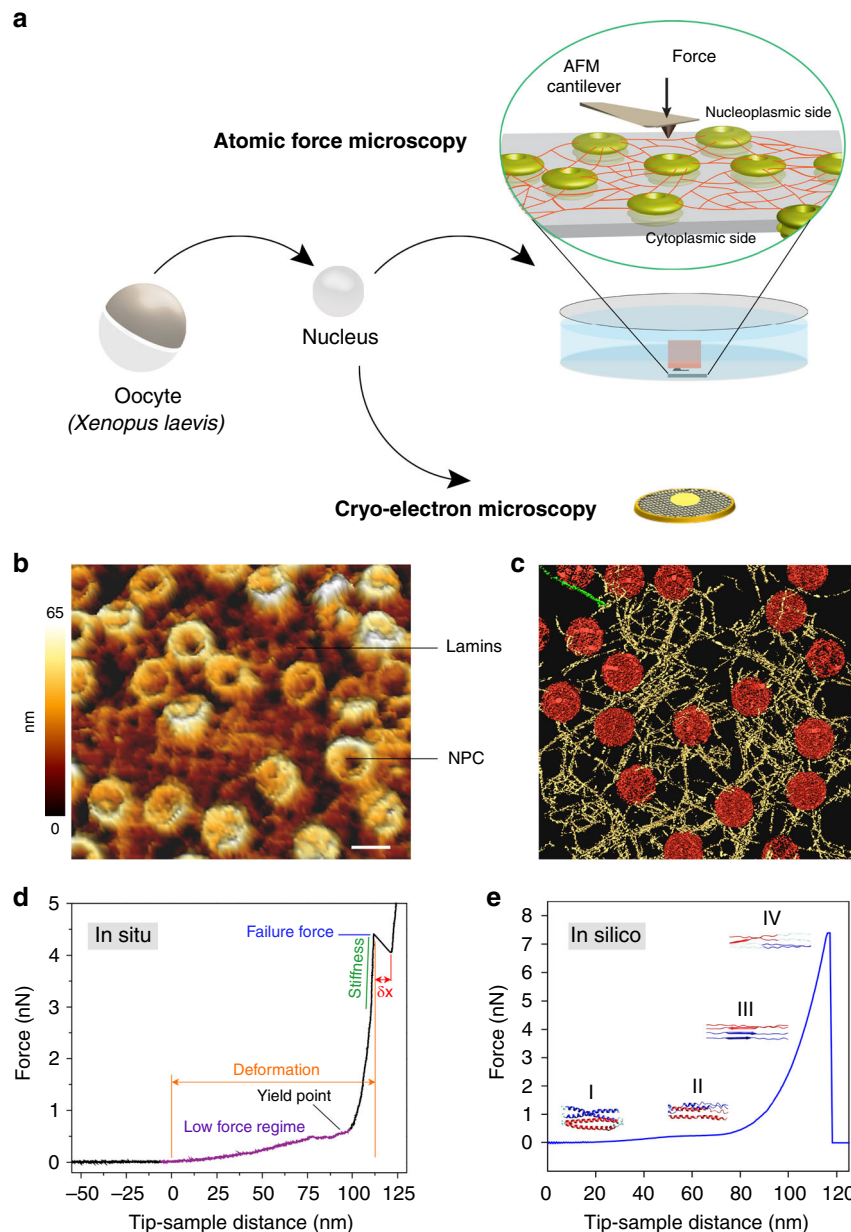 a
AFM
cantilever
Force
Nucleoplasmic side
Atomic force microscopy
Cytoplasmic side
Nucleus
Oocyte
(Xenopus laevis)
Cryo-electron microscopy
b
65
nm
0
Lamins
NPC
c
d
In situ
Failure force
Stiffness
δx
Deformation
Yield point
Low force regime
5
4
3
2
1
0
Force (nN)
–50 –25 0 25 50 75 100 125
Tip-sample distance (nm)
e
In silico
IV
III
II
I
8
7
6
5
4
3
2
1
0
Force (nN)
0 20 40 60 80 100 120
Tip-sample distance (nm)